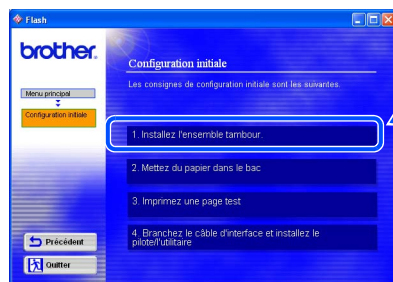 Flash
brother.
Configuration initiale
Les consignes de configuration initiale sont les suivantes.
Menu principal
Configuration initiale
1. Installez l'ensemble tambour.
4
2. Mettez du papier dans le bac
3. Imprimez une page test
4. Branchez le câble d'interface et installez le
pilote/l'utilitaire
Précédent
Quitter